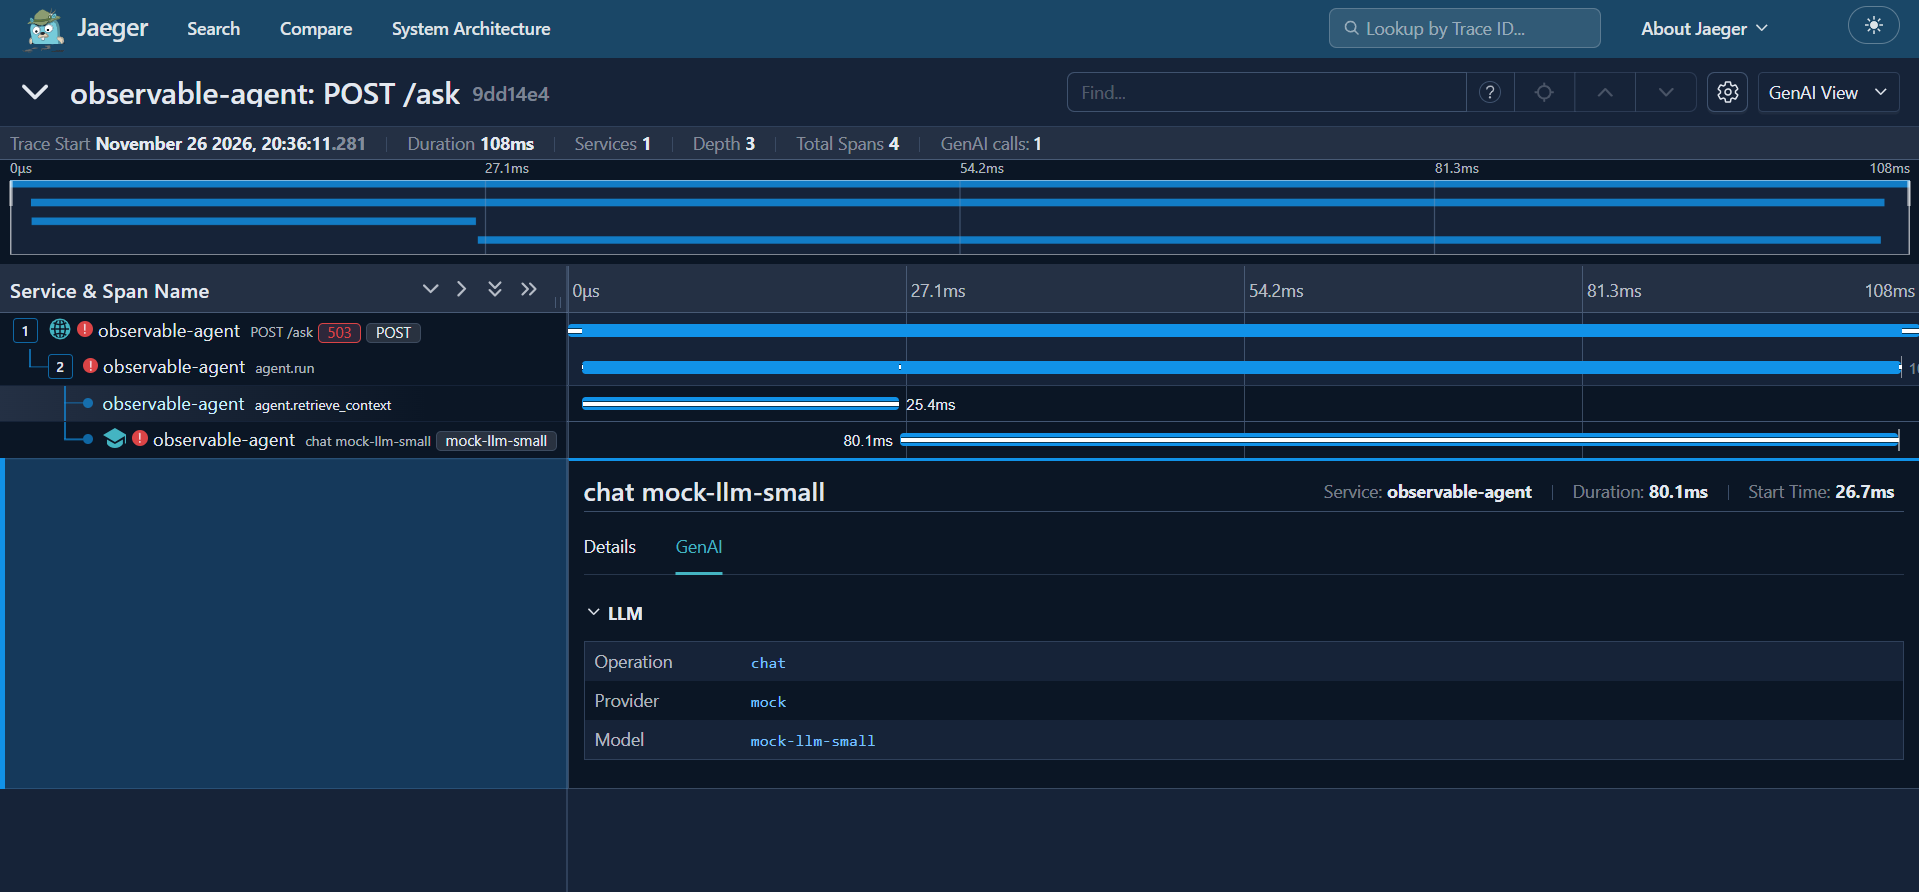 Jaeger Search Compare System Architecture Lookup by Trace ID... About Jaeger
observable-agent: POST /ask 9dd14e4 Find... ? GenAI View
Trace Start November 26 2026, 20:36:11.281 Duration 108ms Services 1 Depth 3 Total Spans 4 GenAI calls: 1
0μs 27.1ms 54.2ms 81.3ms 108ms
Service & Span Name 0μs 27.1ms 54.2ms 81.3ms 108ms
1 observable-agent POST /ask 503 POST
2 observable-agent agent.run
observable-agent agent.retrieve_context 25.4ms
observable-agent chat mock-llm-small mock-llm-small 80.1ms
chat mock-llm-small Service: observable-agent Duration: 80.1ms Start Time: 26.7ms
Details GenAI
LLM
Operation chat
Provider mock
Model mock-llm-small